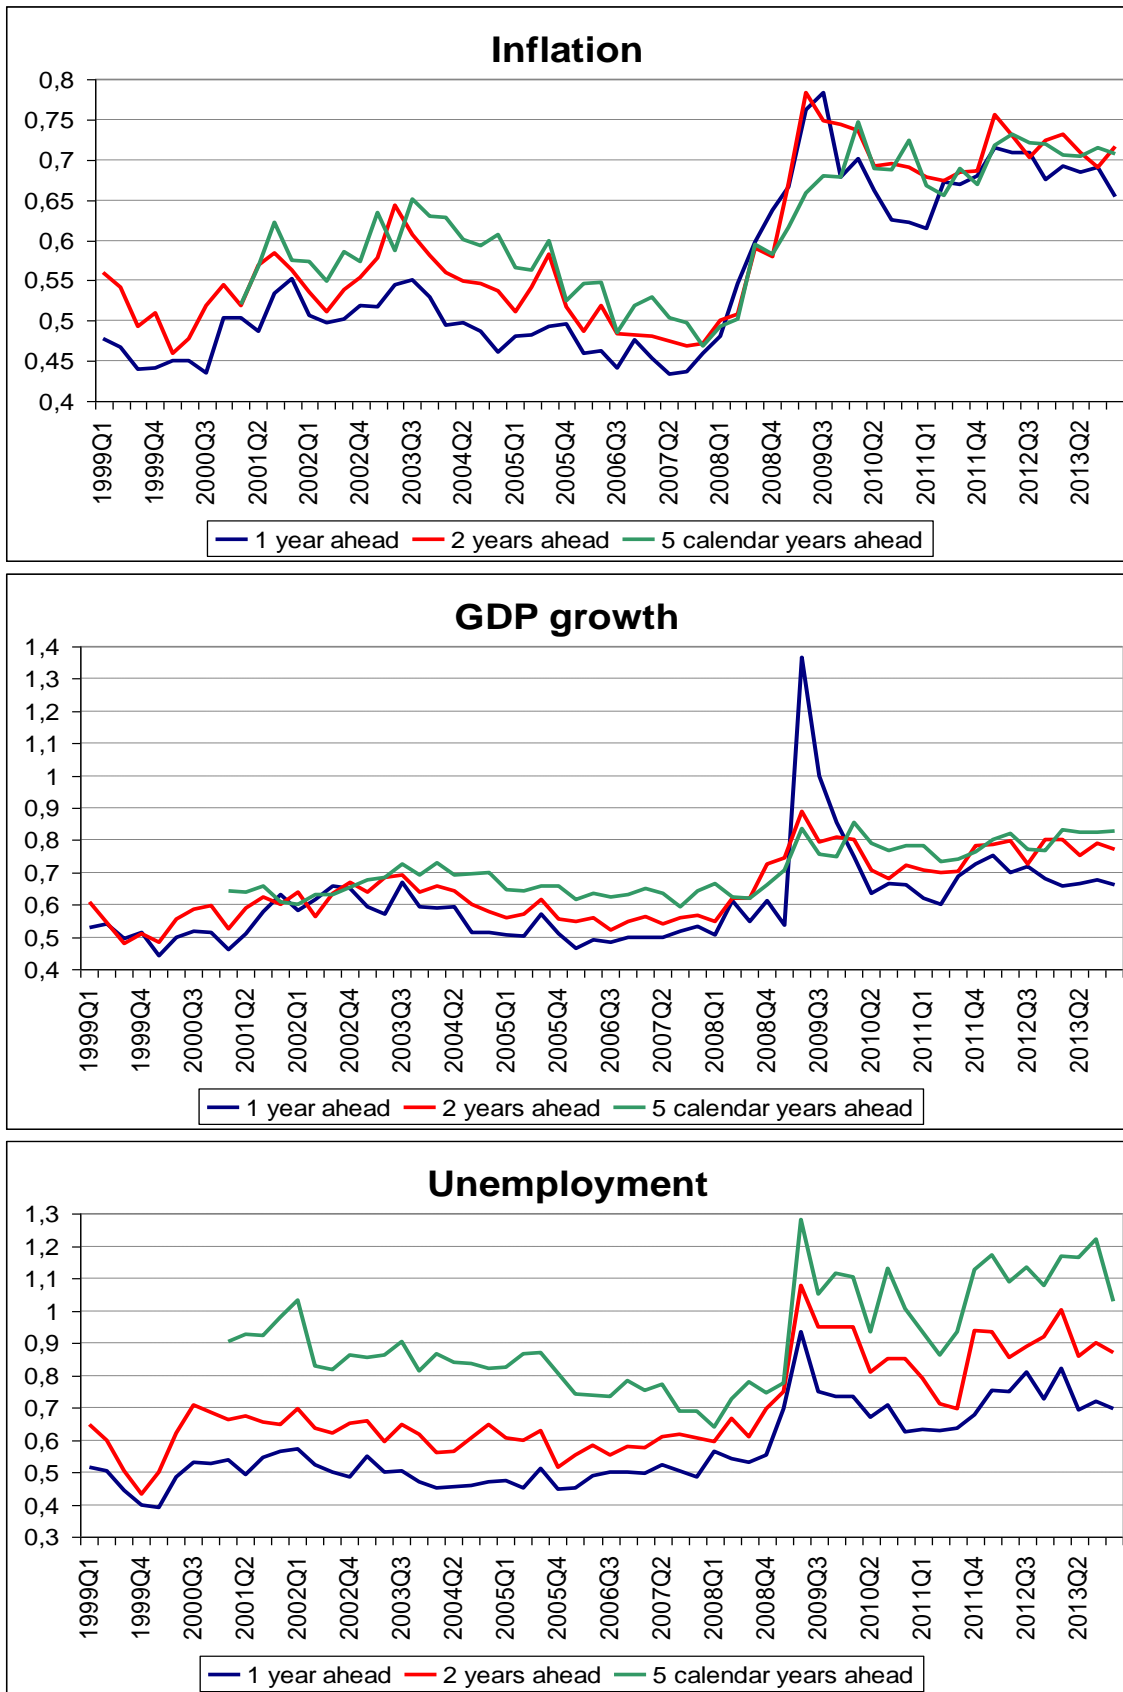 Inflation
0,8
0,75
0,7
0,65
0,6
0,55
0,5
0,45
0,4
1999Q1
1999Q4
2000Q3
2001Q2
2002Q1
2002Q4
2003Q3
2004Q2
2005Q1
2005Q4
2006Q3
2007Q2
2008Q1
2008Q4
2009Q3
2010Q2
2011Q1
2011Q4
2012Q3
2013Q2
1 year ahead 2 years ahead 5 calendar years ahead
GDP growth
1,4
1,3
1,2
1,1
1
0,9
0,8
0,7
0,6
0,5
0,4
1999Q1
1999Q4
2000Q3
2001Q2
2002Q1
2002Q4
2003Q3
2004Q2
2005Q1
2005Q4
2006Q3
2007Q2
2008Q1
2008Q4
2009Q3
2010Q2
2011Q1
2011Q4
2012Q3
2013Q2
1 year ahead 2 years ahead 5 calendar years ahead
Unemployment
1,3
1,2
1,1
1
0,9
0,8
0,7
0,6
0,5
0,4
0,3
1999Q1
1999Q4
2000Q3
2001Q2
2002Q1
2002Q4
2003Q3
2004Q2
2005Q1
2005Q4
2006Q3
2007Q2
2008Q1
2008Q4
2009Q3
2010Q2
2011Q1
2011Q4
2012Q3
2013Q2
1 year ahead 2 years ahead 5 calendar years ahead